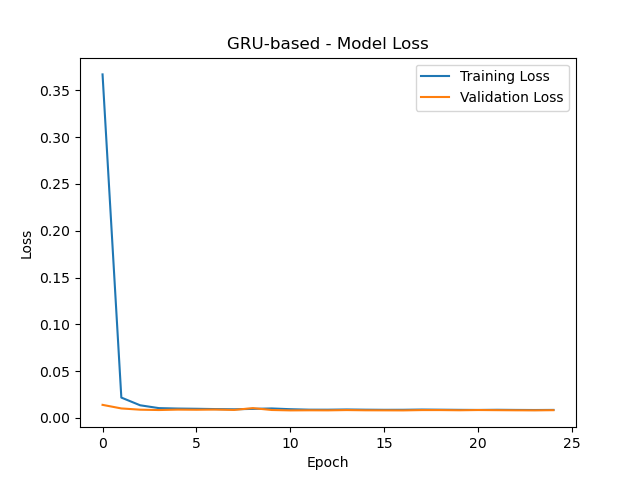 GRU-based - Model Loss
Training Loss
Validation Loss
0.35
0.30
0.25
0.20
0.15
0.10
0.05
0.00
Loss
0 5 10 15 20 25
Epoch